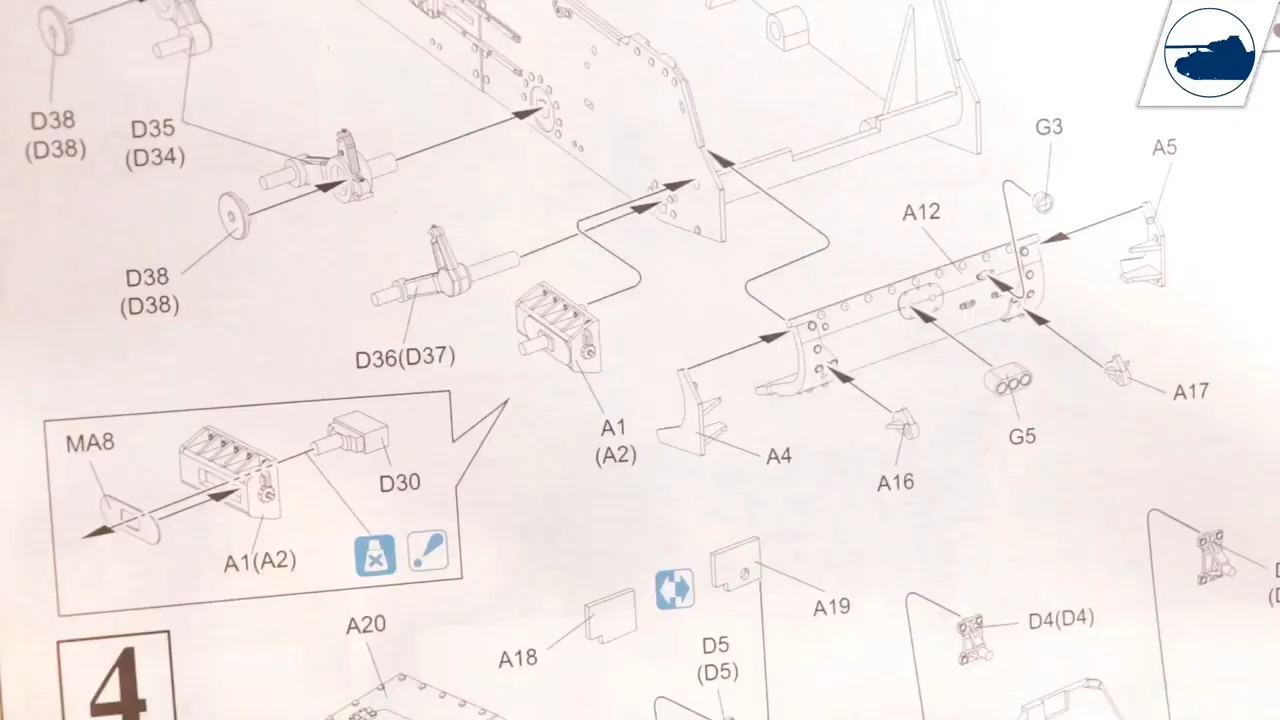 D38
(D38)
D35
(D34)
G3
A5
A12
D38
(D38)
D36(D37)
A1
(A2)
A17
G5
A4
A16
MA8
D30
A1(A2)
A19
A18
A20
D5
(D5)
D4(D4)
4